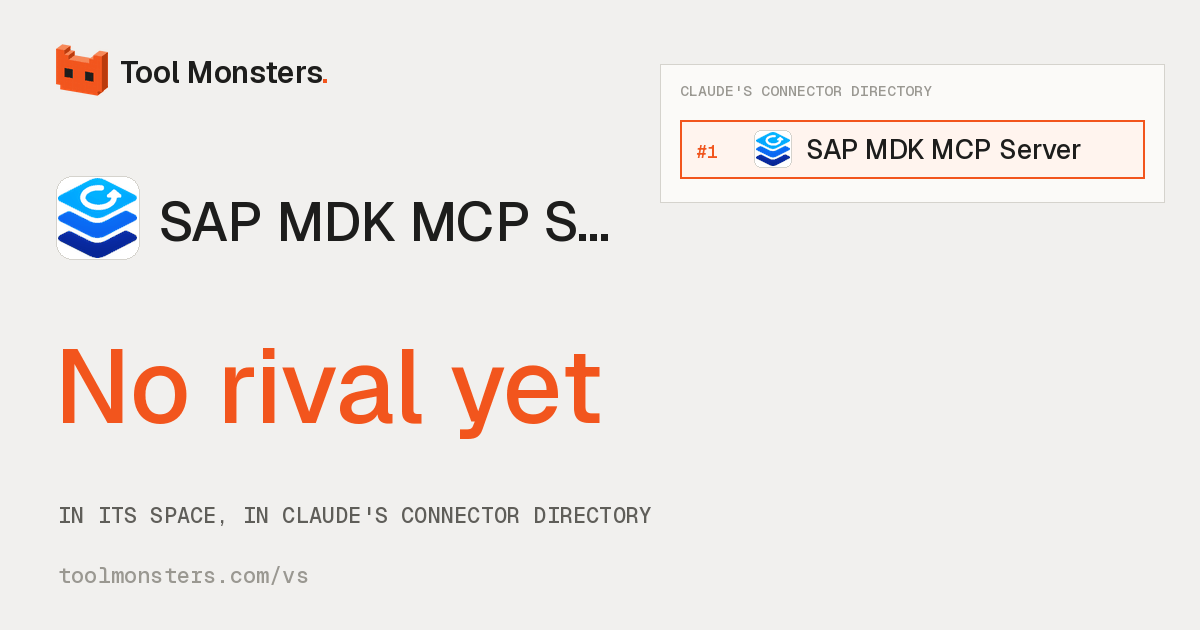 Tool Monsters.
SAP MDK MCP S...
No rival yet
IN ITS SPACE, IN CLAUDE'S CONNECTOR DIRECTORY
toolmonsters.com/vs
CLAUDE'S CONNECTOR DIRECTORY
#1 SAP MDK MCP Server